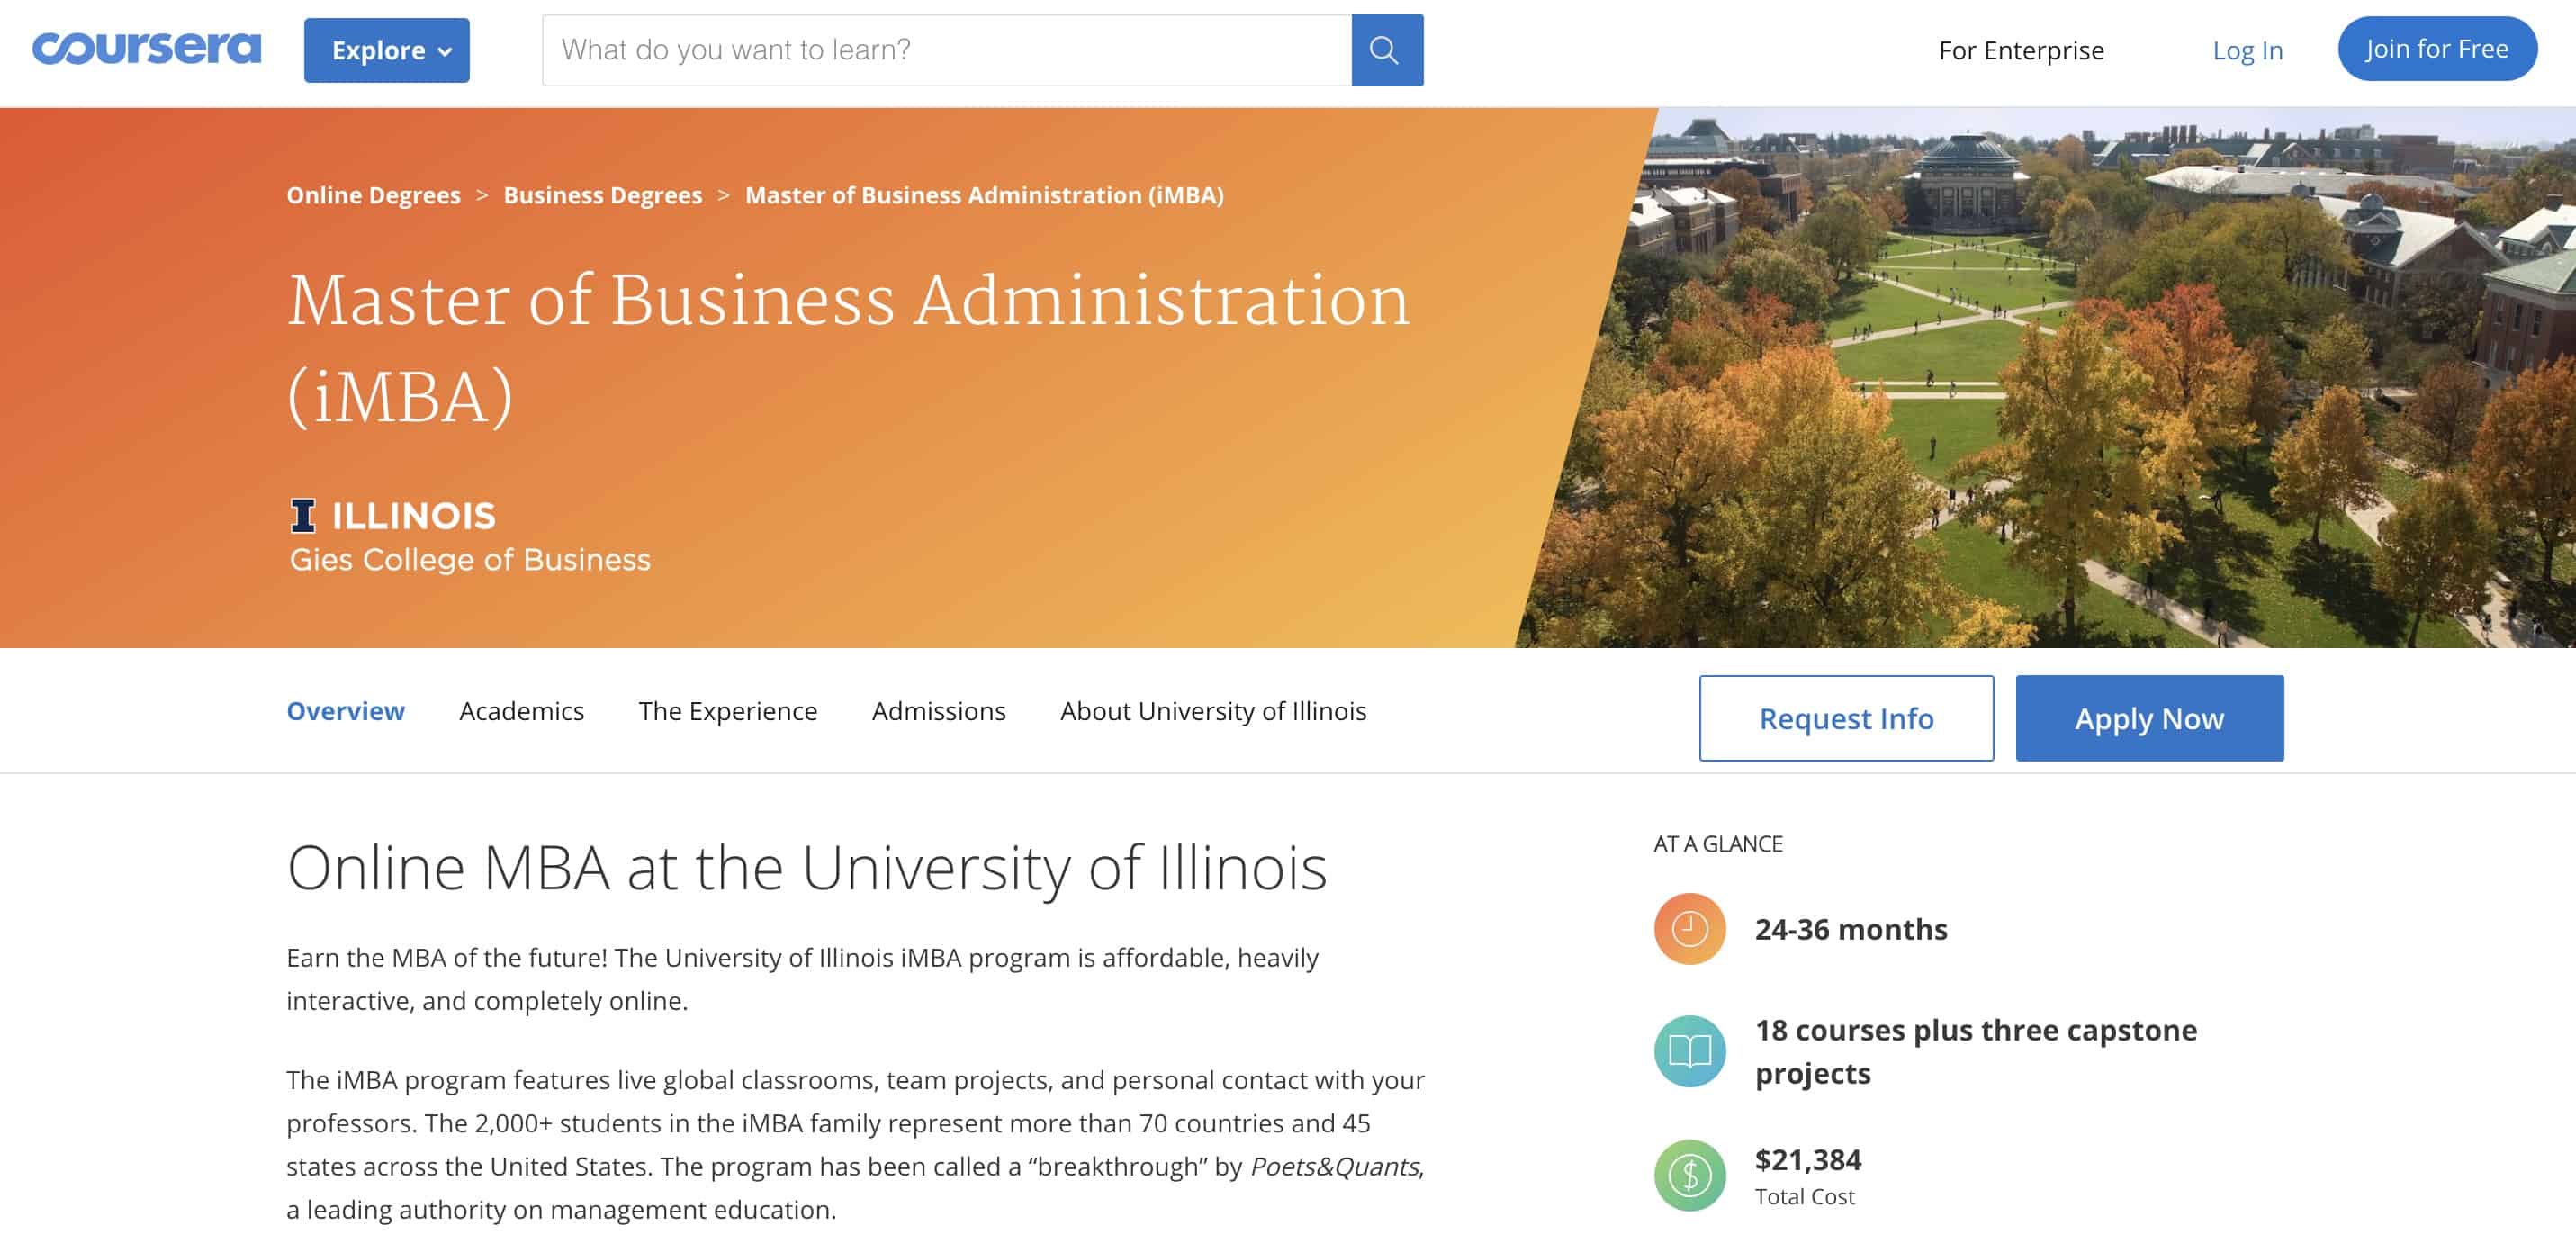 coursera
Explore
What do you want to learn?
For Enterprise
Log In
Join for Free
Online Degrees > Business Degrees > Master of Business Administration (iMBA)
Master of Business Administration
(iMBA)
I ILLINOIS
Gies College of Business
Overview
Academics
The Experience
Admissions
About University of Illinois
Request Info
Apply Now
Online MBA at the University of Illinois
Earn the MBA of the future! The University of Illinois iMBA program is affordable, heavily
interactive, and completely online.
The iMBA program features live global classrooms, team projects, and personal contact with your
professors. The 2,000+ students in the iMBA family represent more than 70 countries and 45
states across the United States. The program has been called a “breakthrough” by Poets&Quants,
a leading authority on management education.
AT A GLANCE
24-36 months
18 courses plus three capstone
projects
$
$21,384
Total Cost